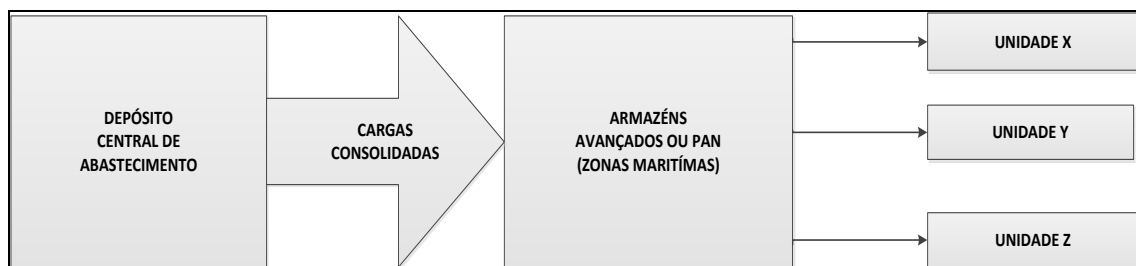 DEPÓSITO
CENTRAL DE
ABASTECIMENTO
CARGAS
CONSOLIDADAS
ARMAZÉNS
AVANÇADOS OU PAN
(ZONAS MARITÍMAS)
UNIDADE X
UNIDADE Y
UNIDADE Z